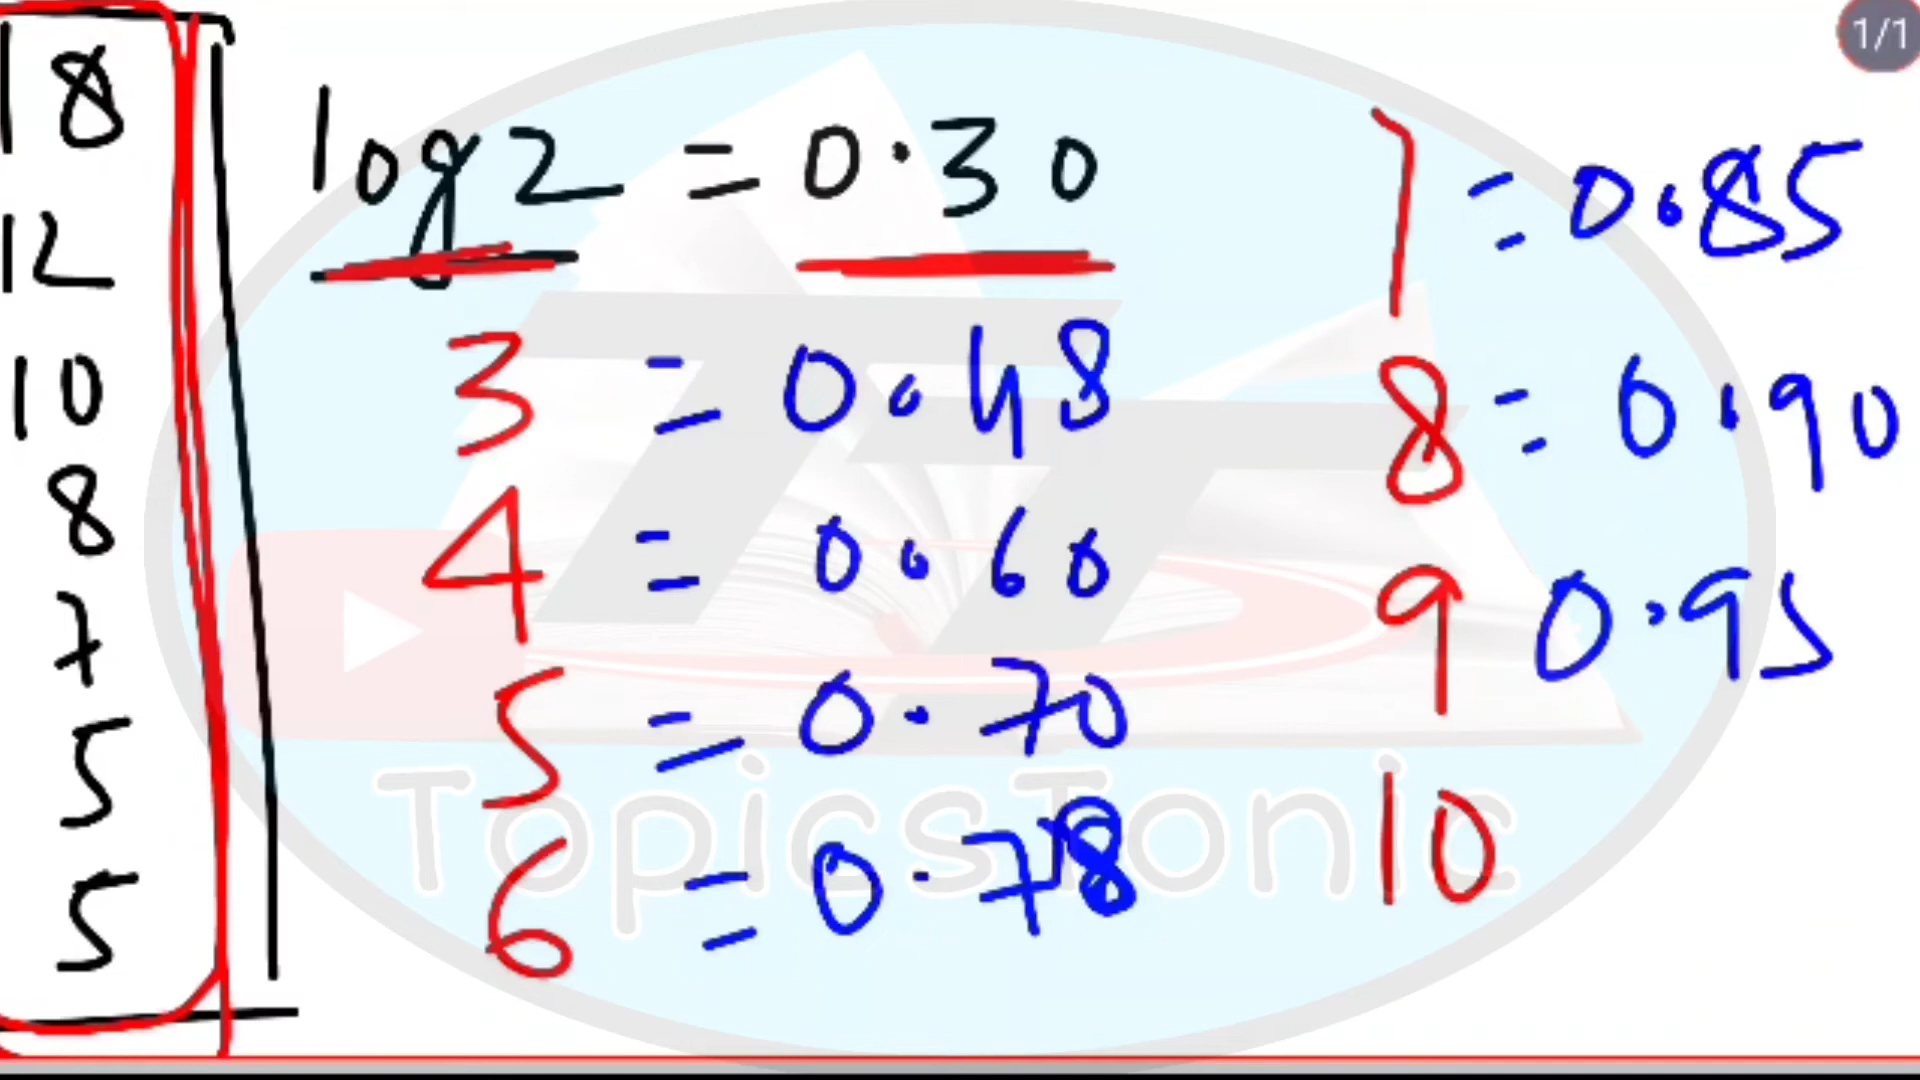 18
12
10
8
7
5
5
log2 = 0.30
3 = 0.48
4 = 0.60
5 = 0.70
6 = 0.78
7 = 0.85
8 = 0.90
9 0.95
10
1/1
TopicsTonic